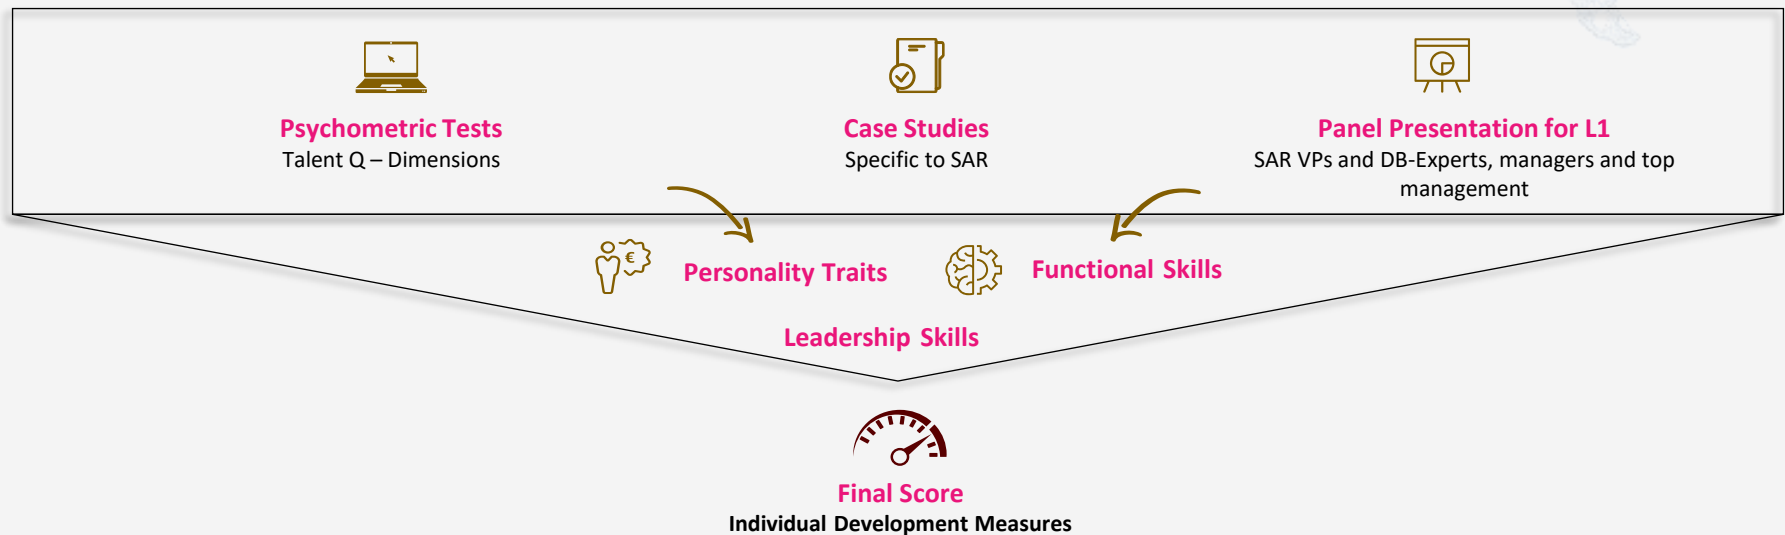 Psychometric Tests
Talent Q – Dimensions
Case Studies
Specific to SAR
Panel Presentation for L1
SAR VPs and DB-Experts, managers and top
management
€
Personality Traits
Functional Skills
Leadership Skills
Final Score
Individual Development Measures